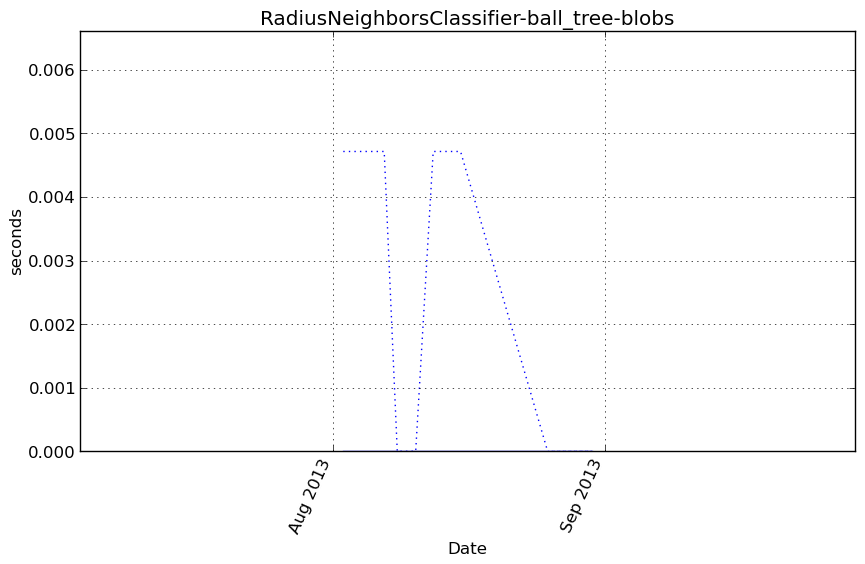 RadiusNeighborsClassifier-ball_tree-blobs
0.006
0.005
0.004
0.003
0.002
0.001
0.000
seconds
Aug 2013
Sep 2013
Date